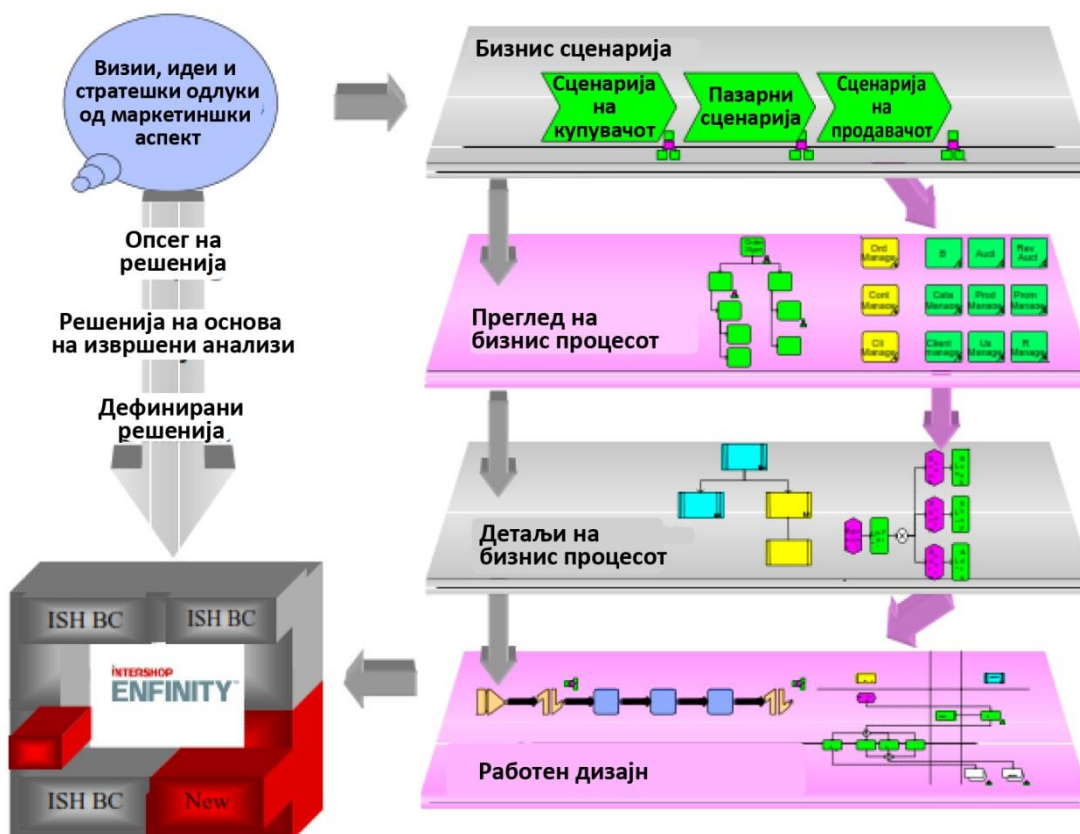 Визии, идеи и
стратешки одлуки
од маркетиншки
аспект
Бизнис сценарија
Сценарија
на
купувачот
Пазарни
сценарија
Сценарија
на
продавачот
Опсег на
решенија
Решенија на основа
на извршени анализи
Дефинирани
решенија
Преглед на
бизнис процесот
Ord
Manage
B
Auct
Rev
Auct
Cont
Manage
Cata
Manage
Prod
Manage
Prom
Manage
Cli
Manage
Client
manage
Us
Manage
R
Manage
Детаљи на
бизнис процесот
Работен дизајн
ISH BC
ISH BC
INTERSHOP
ENFINITY™
ISH BC
New